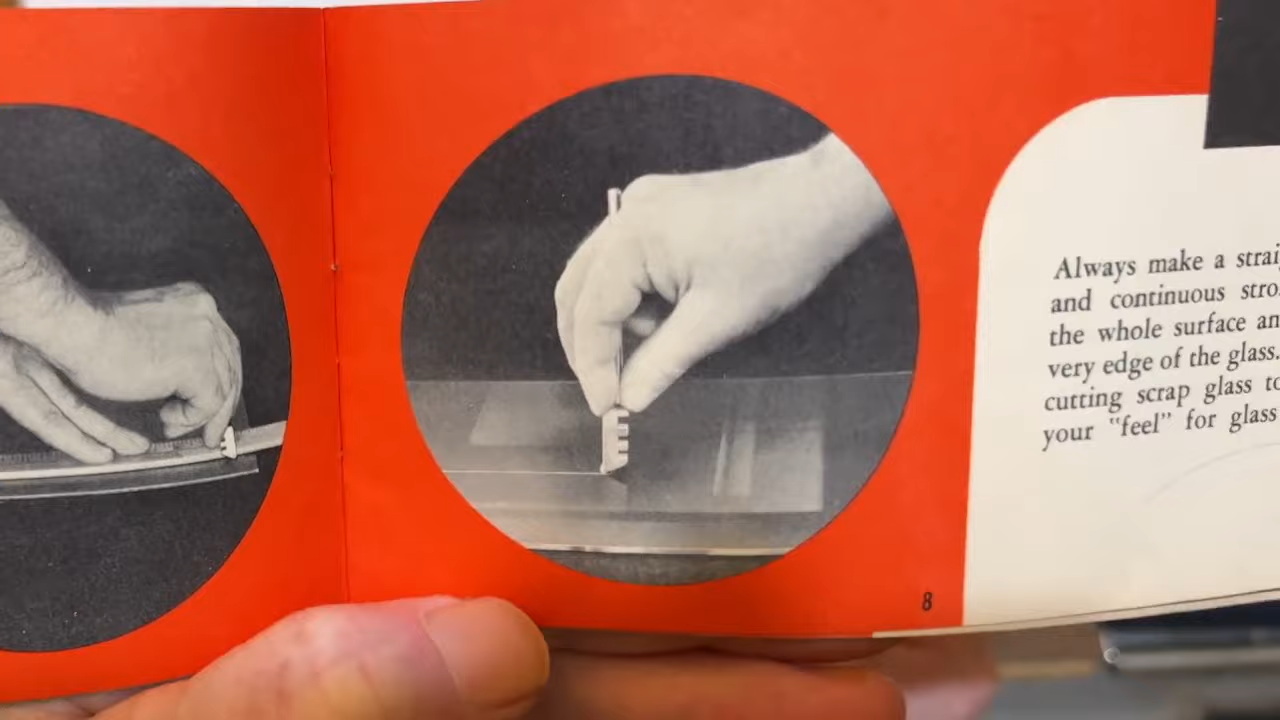 Always make a
and continuous
the whole surface
very edge of the glass.
cutting scrap glass
your "feel" for glass
8